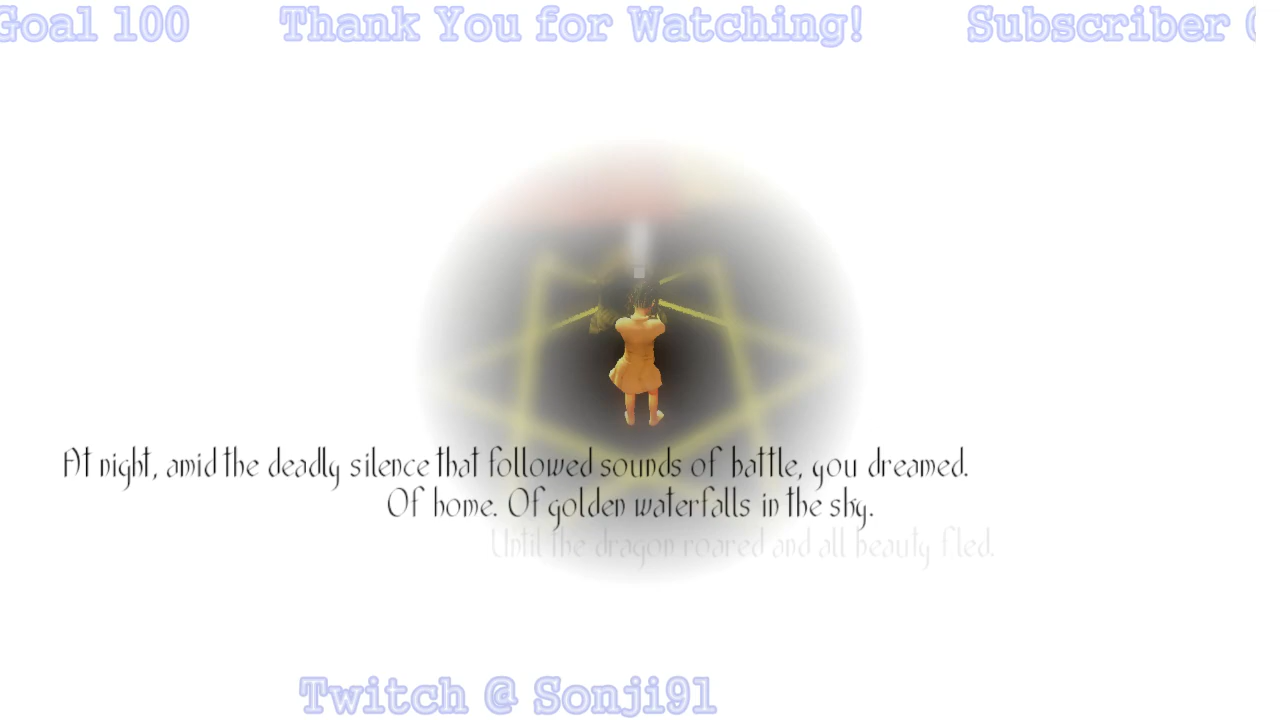 Goal 100 Thank You for Watching! Subscriber
At night, amid the deadly silence that followed sounds of battle, you dreamed.
Of home. Of golden waterfalls in the sky.
Until the dragon roared and all beauty fled.
Twitch @ Sonji91